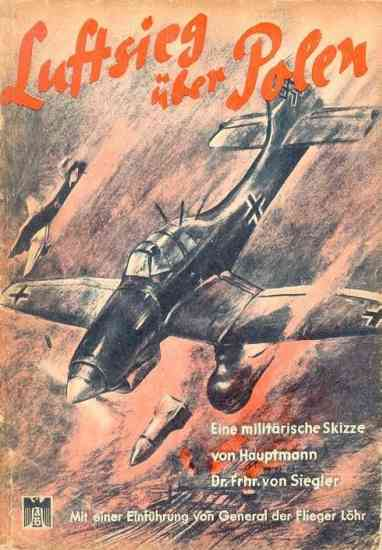 Luftsieg
über Polen
Eine militärische Skizze
von Hauptmann
Dr. Frhr. von Siegler
Mit einer Einführung von General der Flieger Löhr